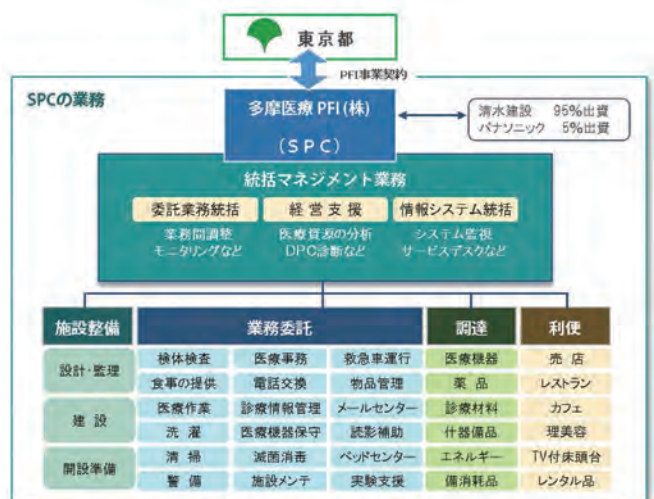 東京都
PFI事業契約
SPCの業務
多摩医療PFI(株)
(SPC)
清水建設 95%出資
パナソニック 5%出資
統括マネジメント業務
委託業務統括 経営支援 情報システム統括
業務間調整 医療資源の分析 システム監視
モニタリングなど DPC診断など サービスデスクなど
施設整備 業務委託 調達 利便
設計・監理
建設
開設準備
検体検査 医療事務 救急車運行 医療機器 売店
食事の提供 電話交換 物品管理 薬品 レストラン
医療作業 診療情報管理 メールセンター 診療材料 カフェ
洗濯 医療機器保守 読影補助 什器備品 理美容
清掃 滅菌消毒 ベッドセンター エネルギー TV付床頭台
警備 施設メンテ 実験支援 備消耗品 レンタル品